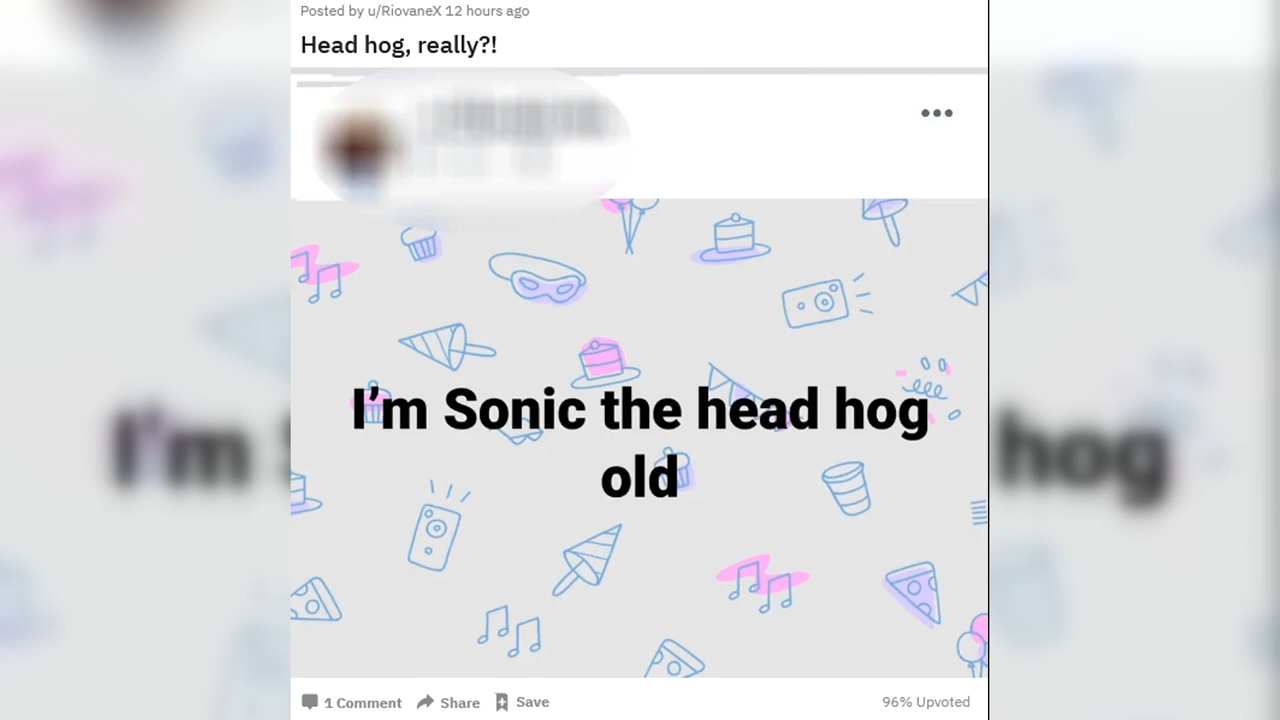 Posted by u/RiovaneX 12 hours ago
Head hog, really?!
I'm Sonic the head hog
old
1 Comment Share Save 96% Upvoted